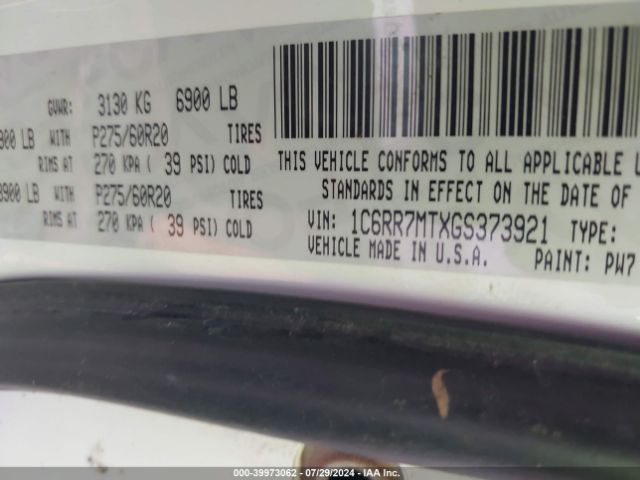 GVWR: 3130 KG 6900 LB
900 LB WITH P275/60R20 TIRES
RIMS AT 270 KPA ( 39 PSI) COLD
3900 LB WITH P275/60R20 TIRES
RIMS AT 270 KPA ( 39 PSI) COLD
THIS VEHICLE CONFORMS TO ALL APPLICABLE
STANDARDS IN EFFECT ON THE DATE OF
VIN: 1C6RR7MTXGS373921 TYPE:
VEHICLE MADE IN U.S.A. PAINT: PW7
000-39973062 - 07/29/2024 - IAA Inc.